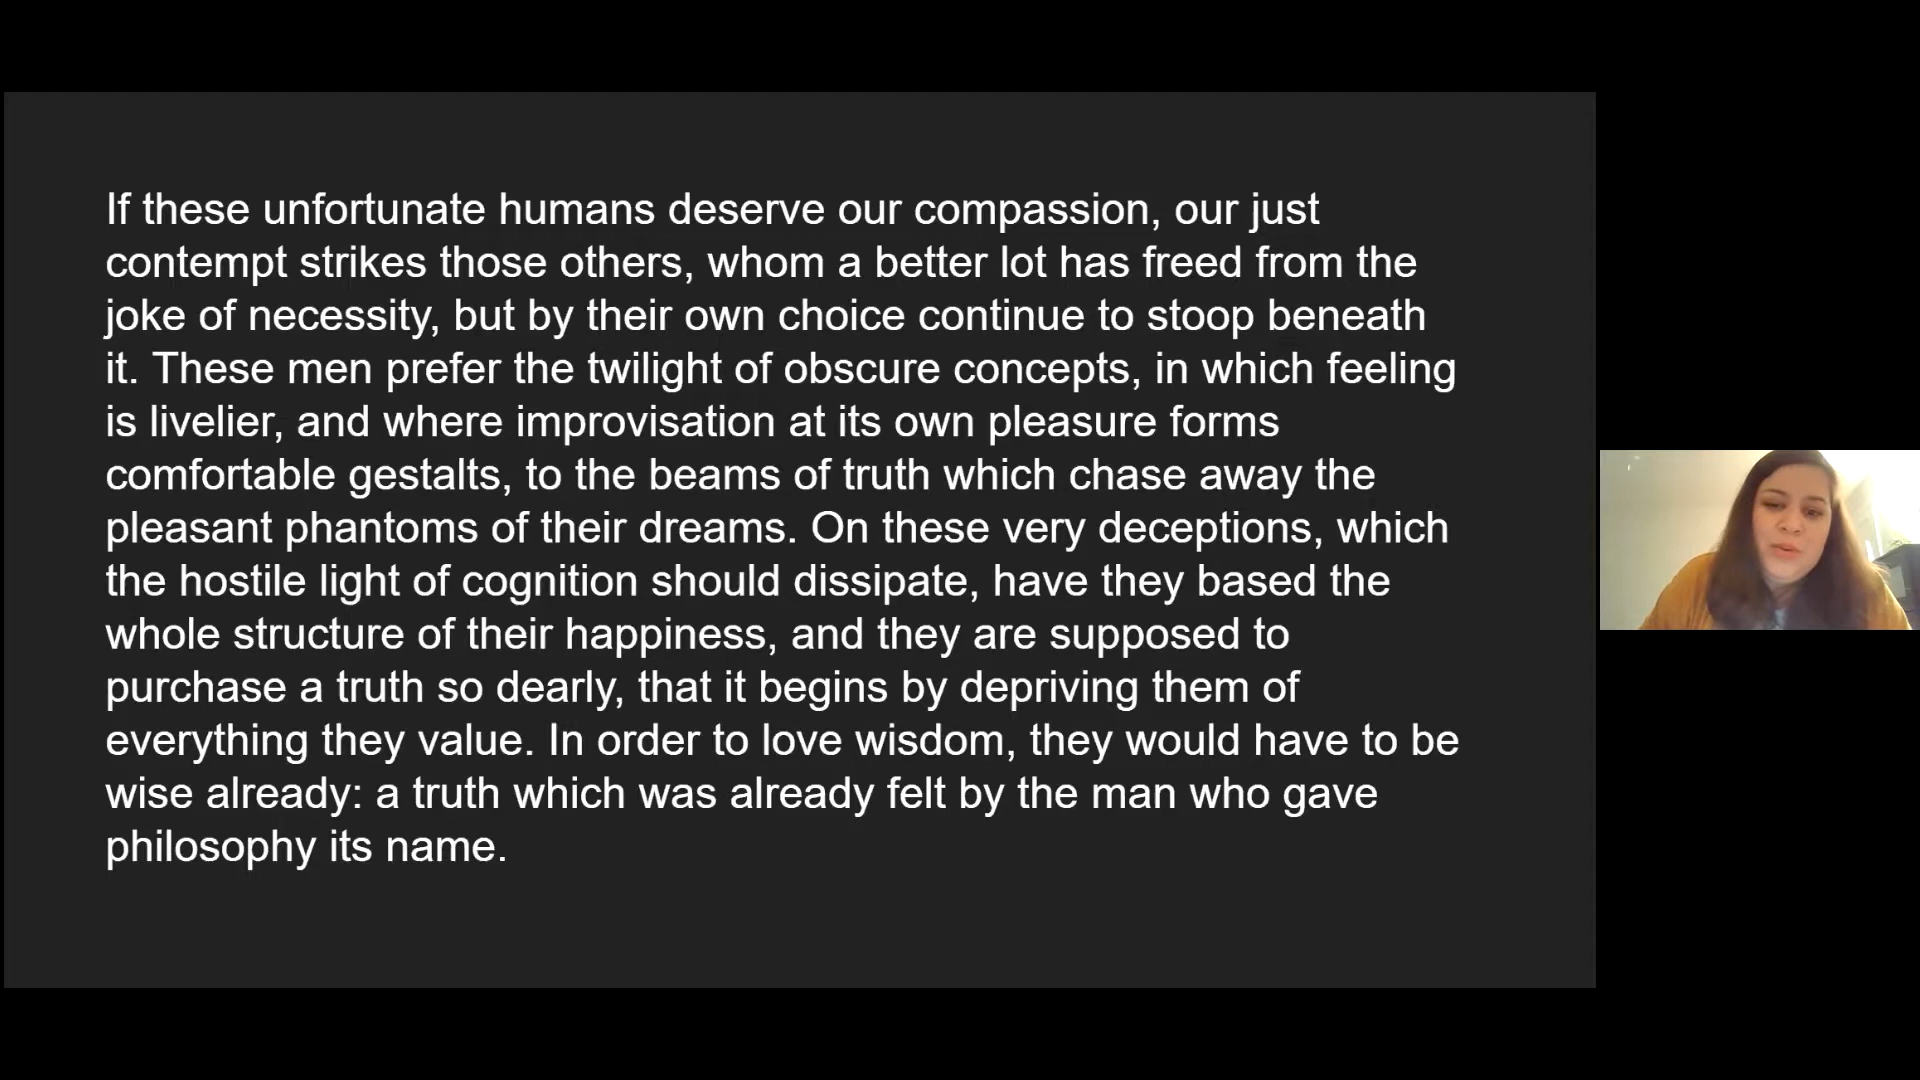 If these unfortunate humans deserve our compassion, our just
contempt strikes those others, whom a better lot has freed from the
joke of necessity, but by their own choice continue to stoop beneath
it. These men prefer the twilight of obscure concepts, in which feeling
is livelier, and where improvisation at its own pleasure forms
comfortable gestalts, to the beams of truth which chase away the
pleasant phantoms of their dreams. On these very deceptions, which
the hostile light of cognition should dissipate, have they based the
whole structure of their happiness, and they are supposed to
purchase a truth so dearly, that it begins by depriving them of
everything they value. In order to love wisdom, they would have to be
wise already: a truth which was already felt by the man who gave
philosophy its name.